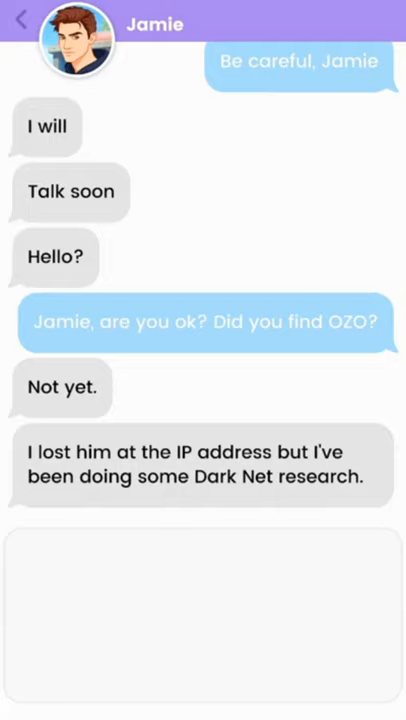 Jamie
Be careful, Jamie
I will
Talk soon
Hello?
Jamie, are you ok? Did you find OZO?
Not yet.
I lost him at the IP address but I've
been doing some Dark Net research.